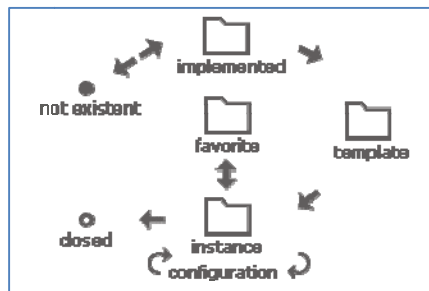 implemented
not existent
favorite
template
closed
instance
configuration